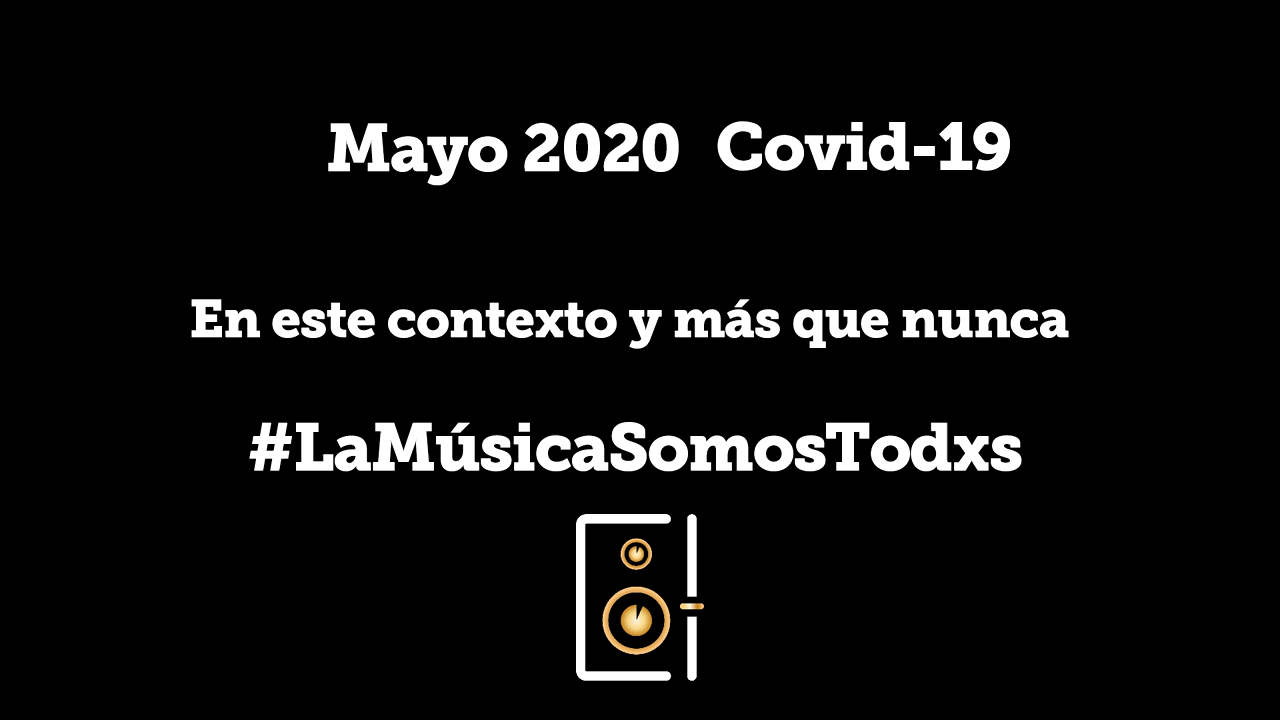 Mayo 2020 Covid-19
En este contexto y más que nunca
#LaMúsicaSomosTodxs